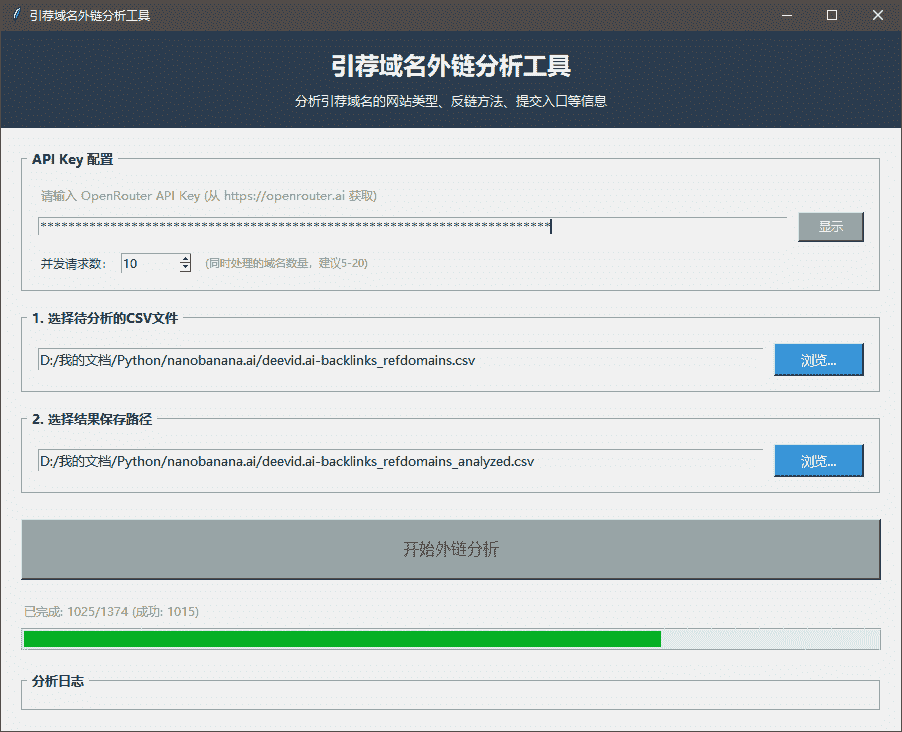 引荐域名外链分析工具
引荐域名外链分析工具
分析引荐域名的网站类型、反链方法、提交入口等信息
API Key 配置
请输入 OpenRouter API Key (从 https://openrouter.ai 获取)
*************************************************************************
显示
并发请求数： 10 (同时处理的域名数量，建议5-20)
1. 选择待分析的CSV文件
D:/我的文档/Python/nanobanana.ai/deevid.ai-backlinks_refdomains.csv
浏览...
2. 选择结果保存路径
D:/我的文档/Python/nanobanana.ai/deevid.ai-backlinks_refdomains_analyzed.csv
浏览...
开始外链分析
已完成: 1025/1374 (成功: 1015)
分析日志